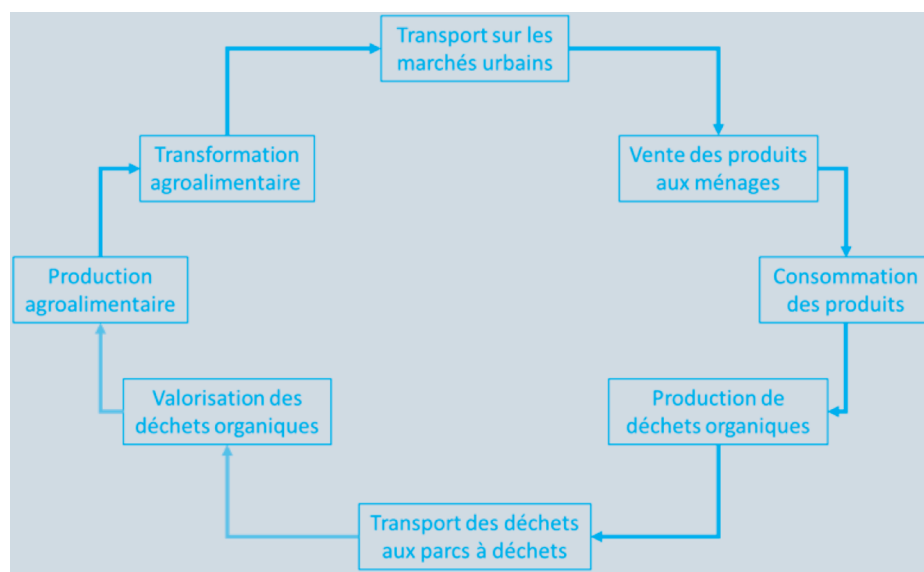 Transport sur les
marchés urbains
Transformation
agroalimentaire
Vente des produits
aux ménages
Production
agroalimentaire
Consommation
des produits
Valorisation des
déchets organiques
Production de
déchets organiques
Transport des déchets
aux parcs à déchets